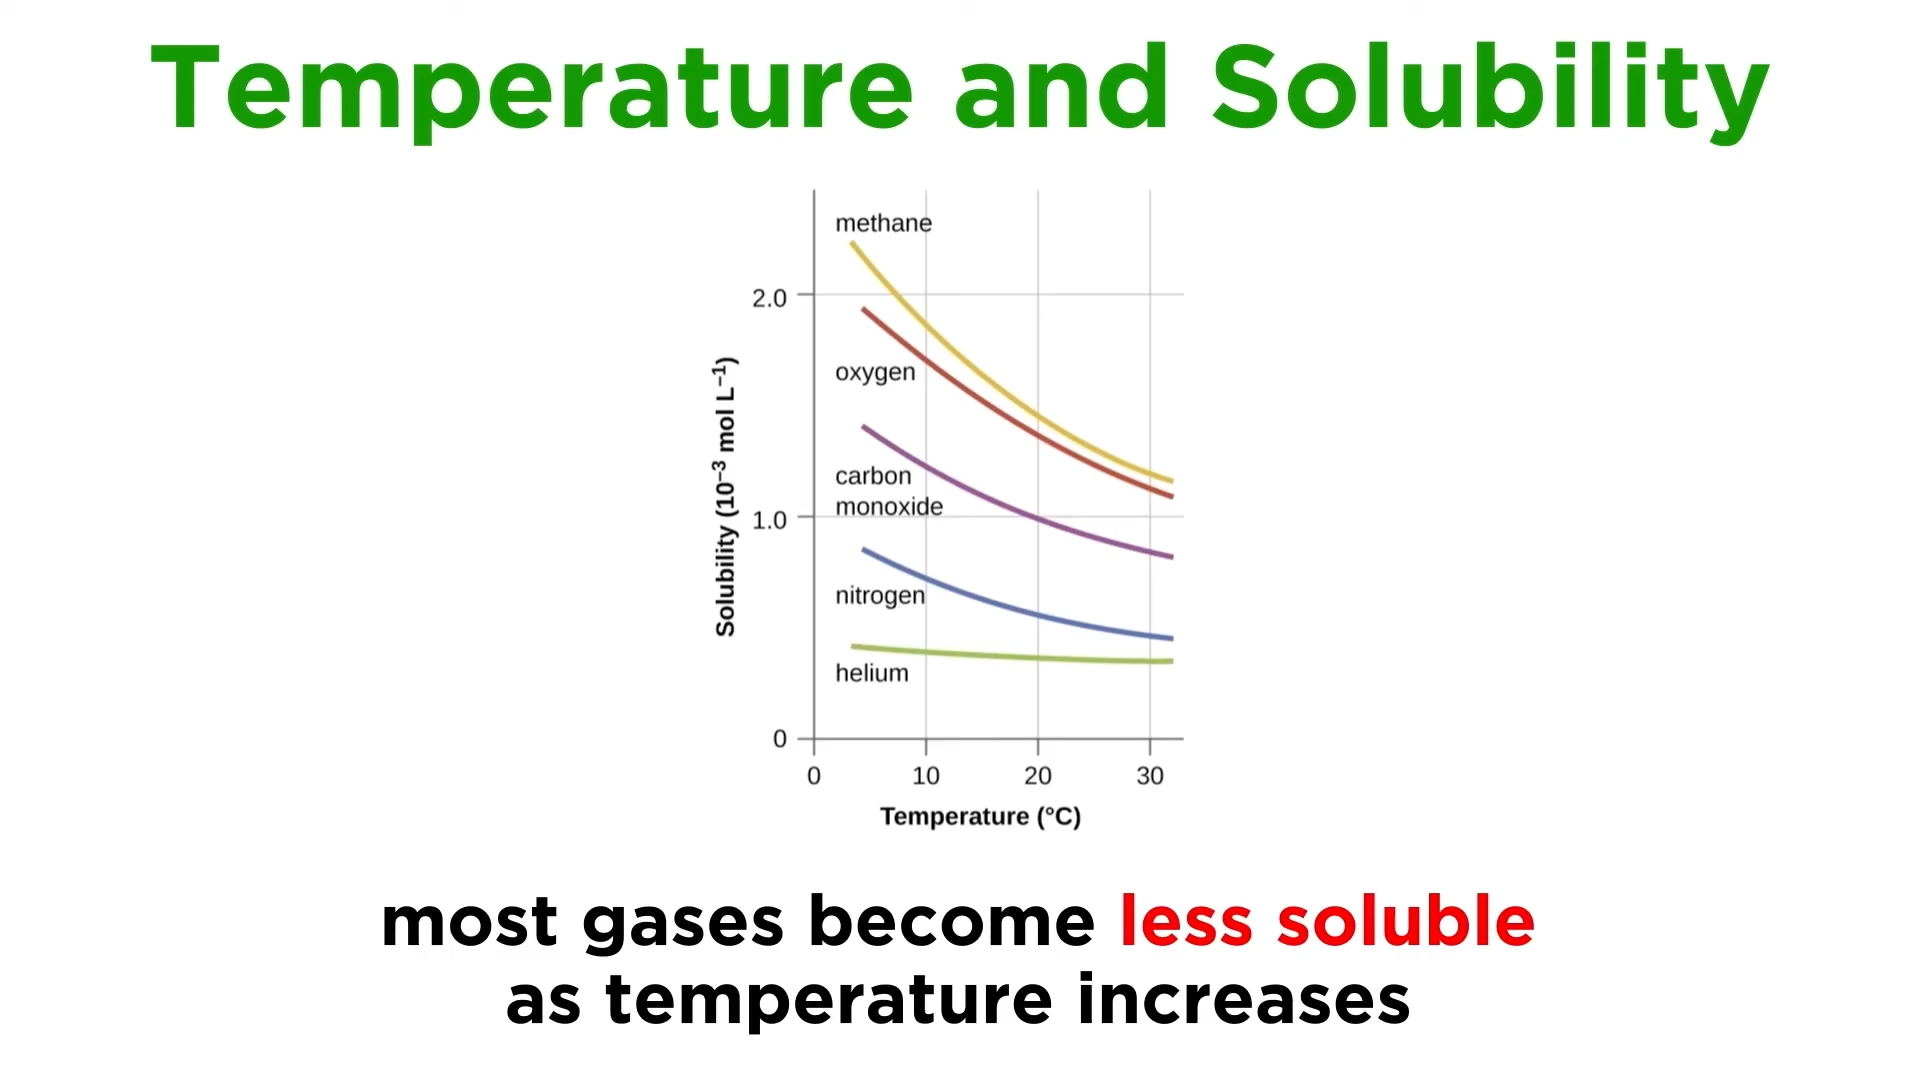 Temperature and Solubility
methane
2.0
oxygen
carbon
monoxide
1.0
nitrogen
helium
0
Solubility (10⁻³ mol L⁻¹)
0 10 20 30
Temperature (°C)
most gases become less soluble
as temperature increases